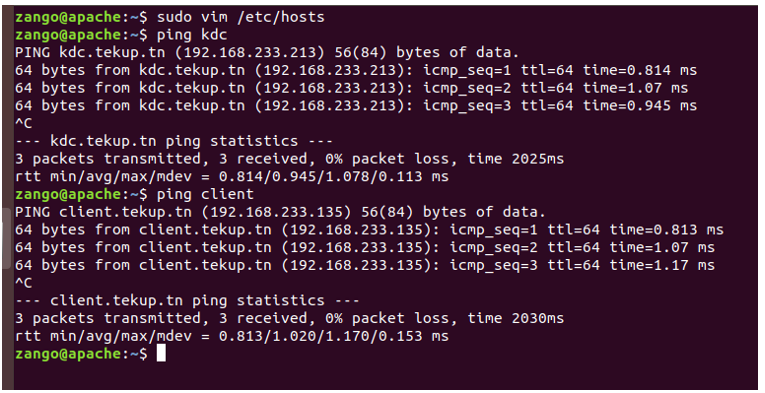 zango@apache:~$ sudo vim /etc/hosts
zango@apache:~$ ping kdc
PING kdc.tekup.tn (192.168.233.213) 56(84) bytes of data.
64 bytes from kdc.tekup.tn (192.168.233.213): icmp_seq=1 ttl=64 time=0.814 ms
64 bytes from kdc.tekup.tn (192.168.233.213): icmp_seq=2 ttl=64 time=1.07 ms
64 bytes from kdc.tekup.tn (192.168.233.213): icmp_seq=3 ttl=64 time=0.945 ms
^C
--- kdc.tekup.tn ping statistics ---
3 packets transmitted, 3 received, 0% packet loss, time 2025ms
rtt min/avg/max/mdev = 0.814/0.945/1.078/0.113 ms
zango@apache:~$ ping client
PING client.tekup.tn (192.168.233.135) 56(84) bytes of data.
64 bytes from client.tekup.tn (192.168.233.135): icmp_seq=1 ttl=64 time=0.813 ms
64 bytes from client.tekup.tn (192.168.233.135): icmp_seq=2 ttl=64 time=1.07 ms
64 bytes from client.tekup.tn (192.168.233.135): icmp_seq=3 ttl=64 time=1.17 ms
^C
--- client.tekup.tn ping statistics ---
3 packets transmitted, 3 received, 0% packet loss, time 2030ms
rtt min/avg/max/mdev = 0.813/1.020/1.170/0.153 ms
zango@apache:~$